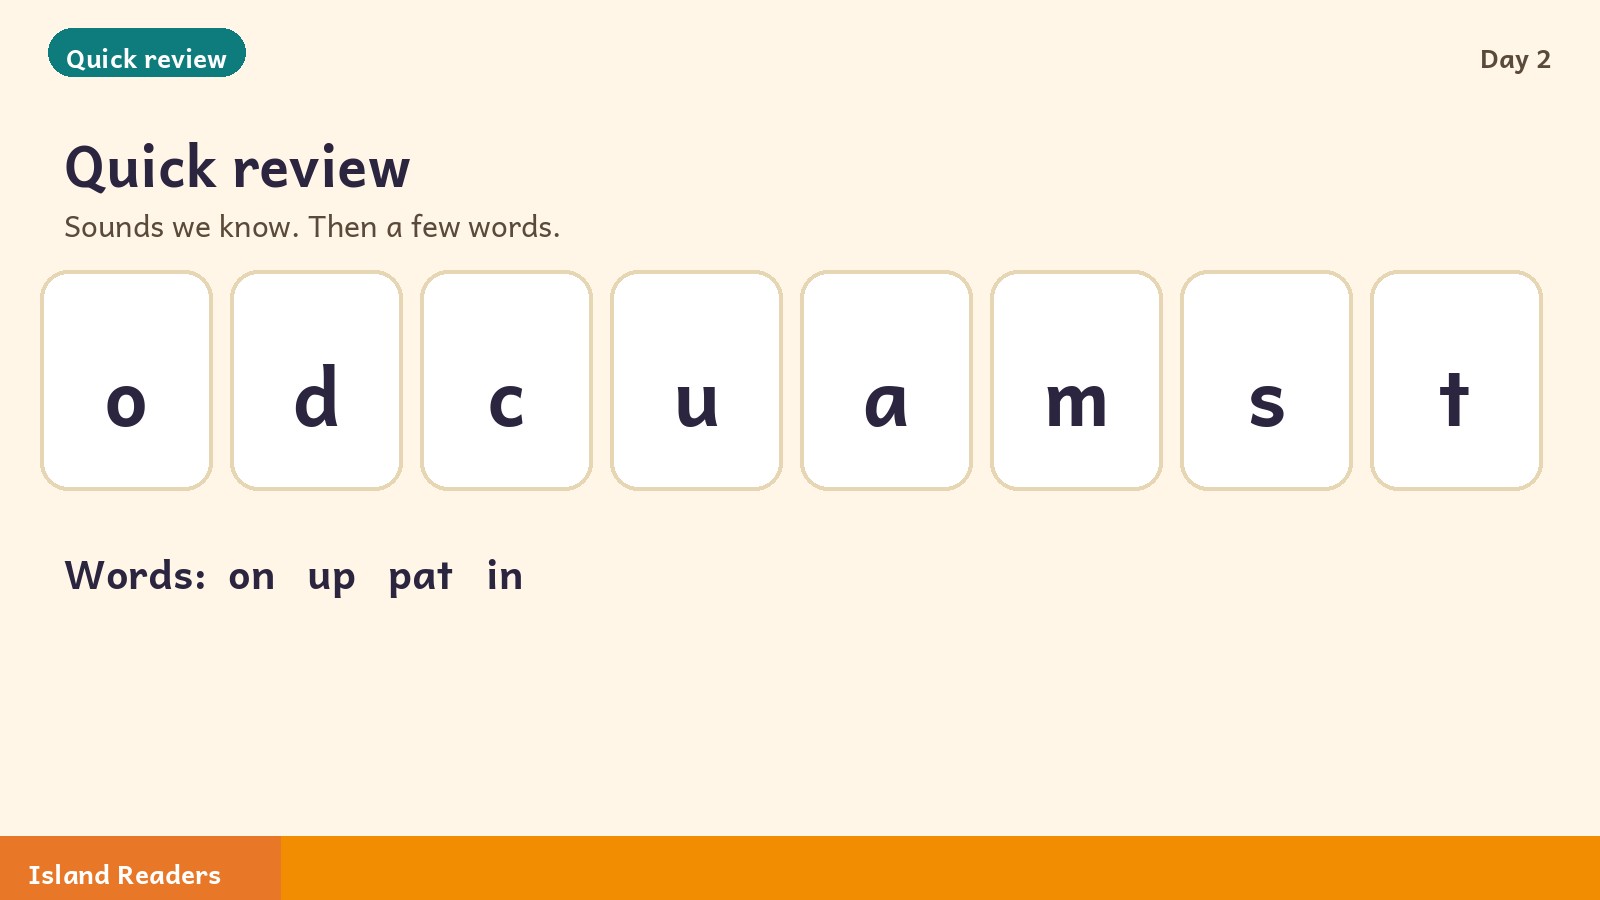 Quick review
Day 2
Quick review
Sounds we know. Then a few words.
o d c u a m s t
Words: on up pat in
Island Readers